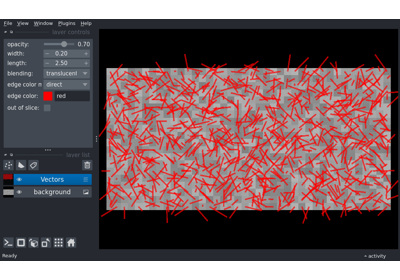 File View Window Plugins Help
layer controls
opacity: 0.70
width: 0.20
length: 2.50
blending: translucent
edge color m direct
edge color: red
out of slice:
layer list
Vectors
background
Ready
activity